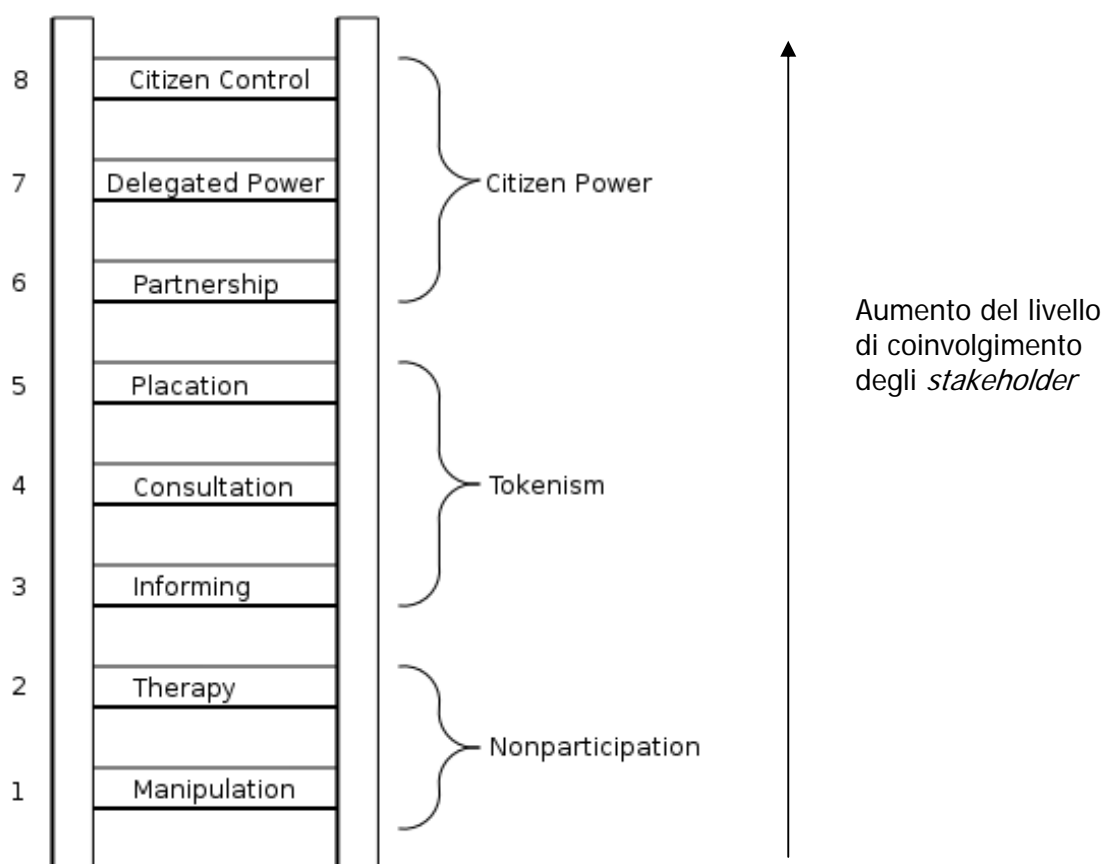 8 Citizen Control
7 Delegated Power
Citizen Power
6 Partnership
5 Placation
4 Consultation
Tokenism
3 Informing
2 Therapy
Nonparticipation
1 Manipulation
Aumento del livello
di coinvolgimento
degli stakeholder